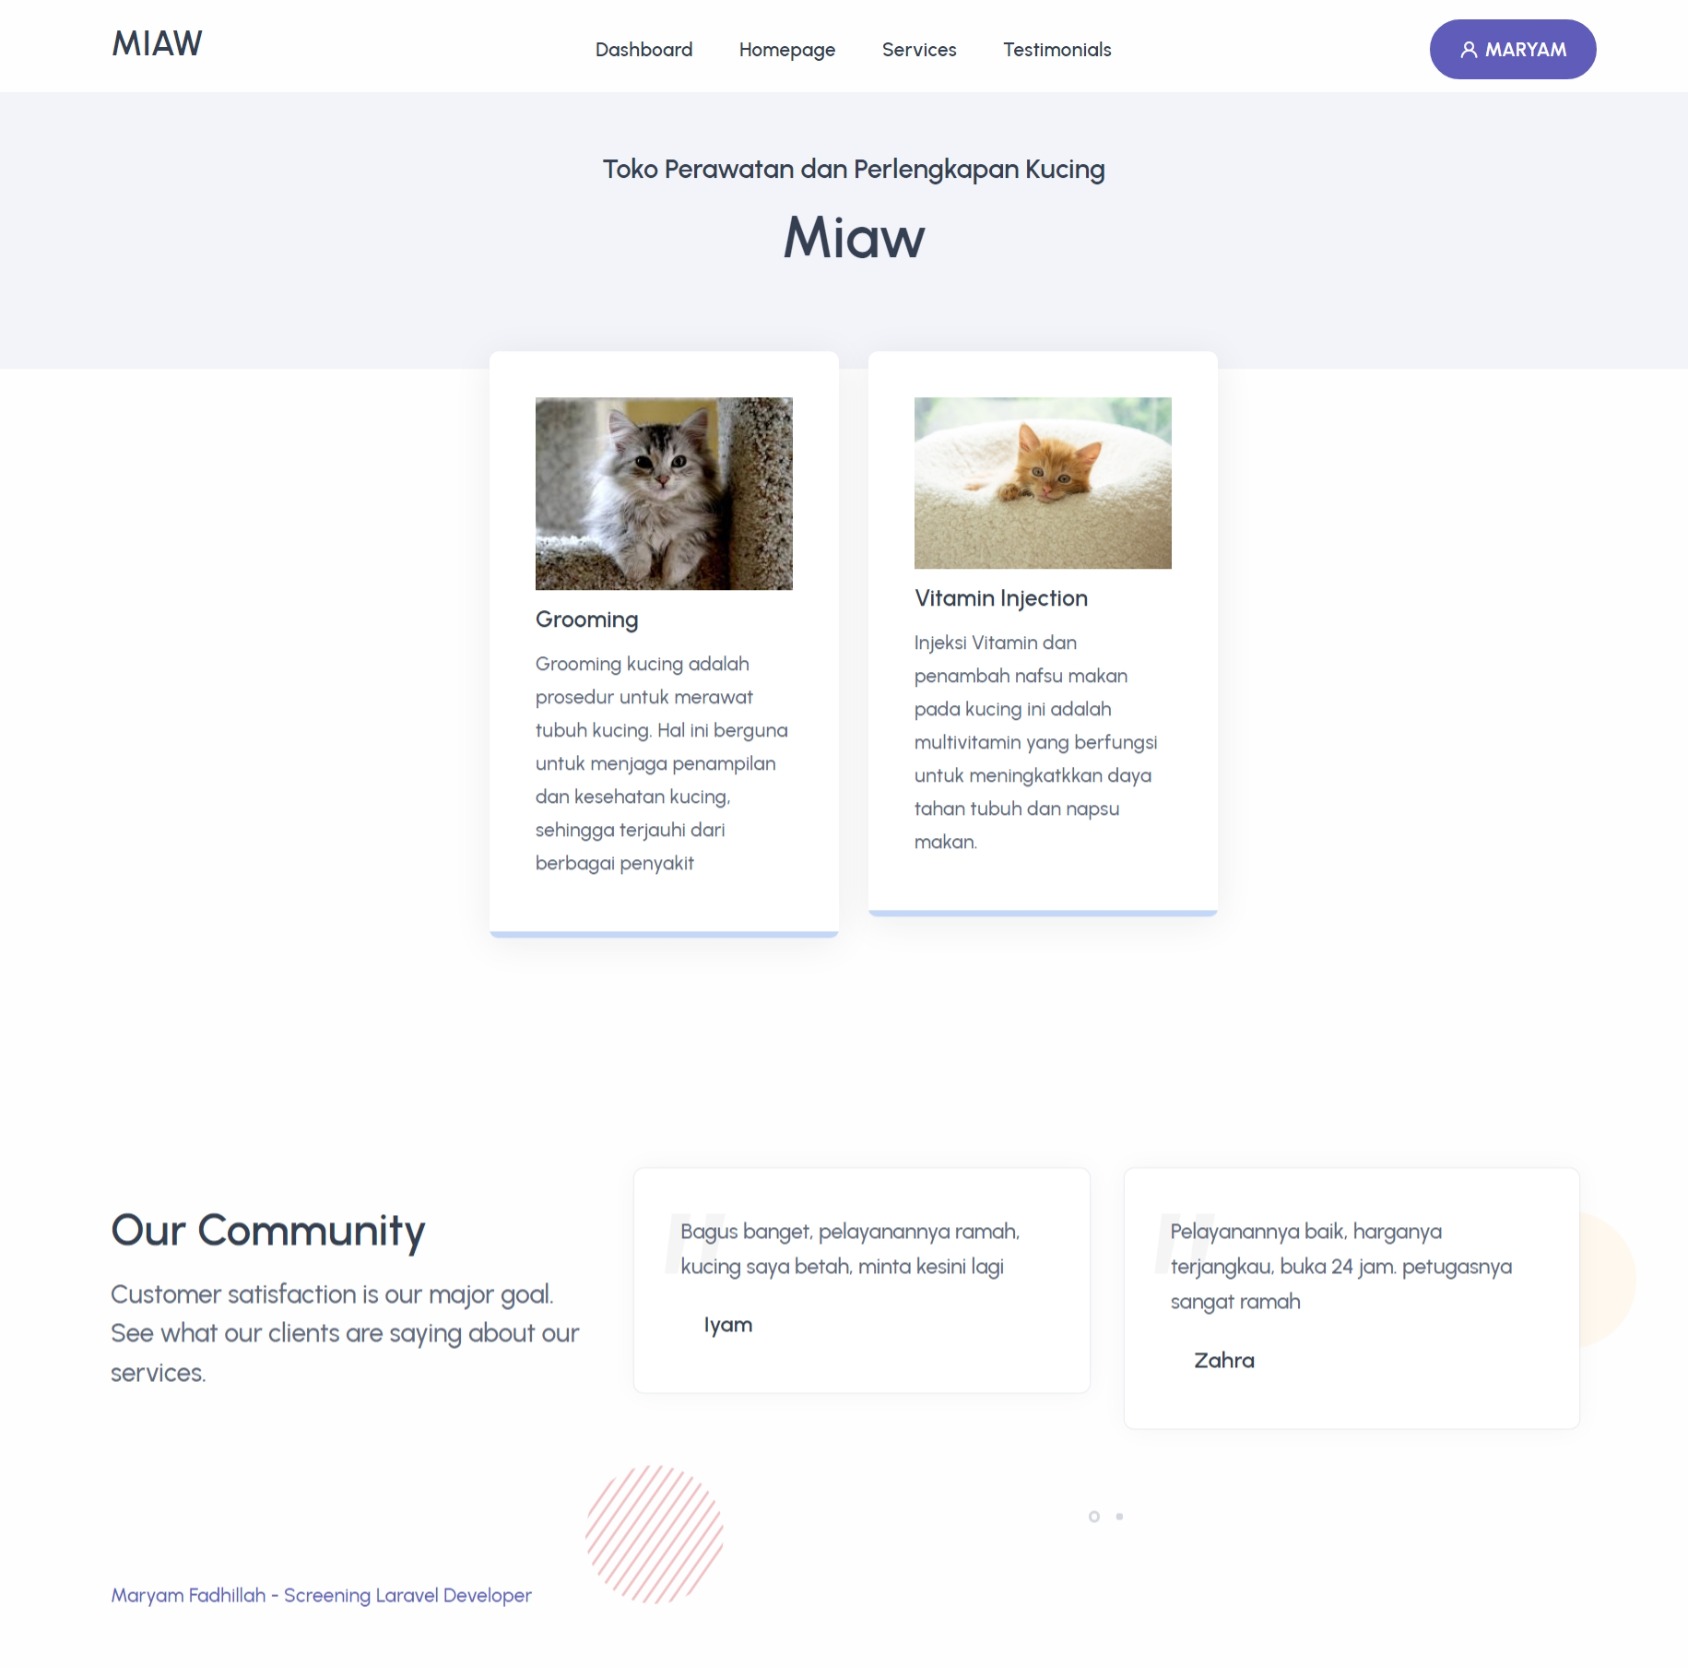 MIAW
Dashboard Homepage Services Testimonials
MARYAM
Toko Perawatan dan Perlengkapan Kucing
Miaw
Grooming
Grooming kucing adalah
prosedur untuk merawat
tubuh kucing. Hal ini berguna
untuk menjaga penampilan
dan kesehatan kucing,
sehingga terjauhi dari
berbagai penyakit
Vitamin Injection
Injeksi Vitamin dan
penambah nafsu makan
pada kucing ini adalah
multivitamin yang berfungsi
untuk meningkatkkan daya
tahan tubuh dan napsu
makan.
Our Community
Customer satisfaction is our major goal.
See what our clients are saying about our
services.
Bagus banget, pelayanannya ramah,
kucing saya betah, minta kesini lagi
Iyam
Pelayanannya baik, harganya
terjangkau, buka 24 jam. petugasnya
sangat ramah
Zahra
Maryam Fadhillah - Screening Laravel Developer